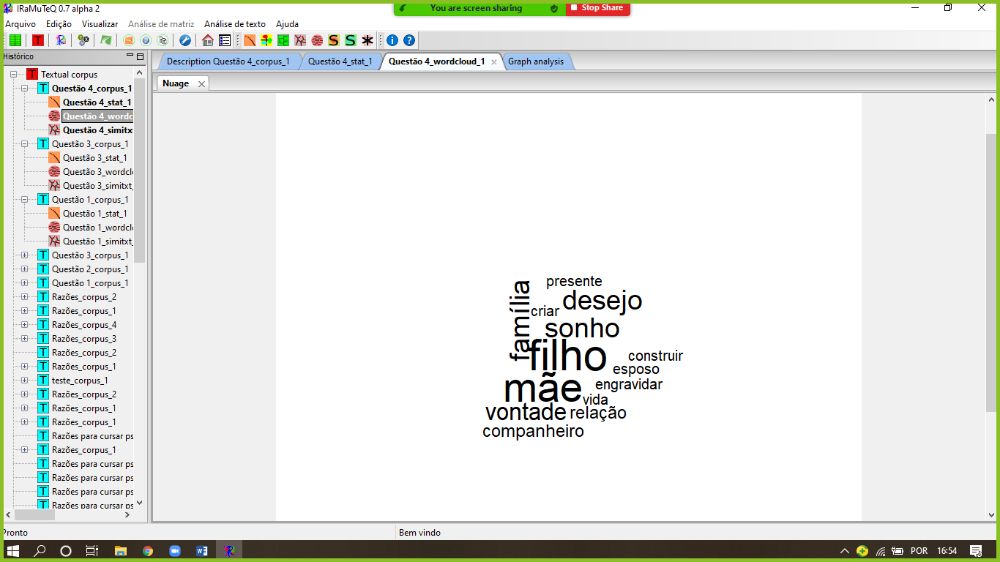 IRaMuTeQ 0.7 alpha 2
You are screen sharing
Stop Share
Arquivo Edição Visualizar Análise de matriz Análise de texto Ajuda
Histórico
Textual corpus
Questão 4_corpus_1
Questão 4_stat_1
Questão 4_wordc
Questão 4_simitx
Questão 3_corpus_1
Questão 3_stat_1
Questão 3_wordcl
Questão 3_simitxt_
Questão 1_corpus_1
Questão 1_stat_1
Questão 1_wordcl
Questão 1_simitxt_
Questão 3_corpus_1
Questão 2_corpus_1
Questão 1_corpus_1
Razões_corpus_2
Razões_corpus_1
Razões_corpus_4
Razões_corpus_3
Razões_corpus_2
Razões_corpus_1
teste_corpus_1
Razões_corpus_2
Razões_corpus_1
Razões_corpus_1
Razões para cursar ps
Razões_corpus_1
Razões para cursar ps
Razões para cursar ps
Razões para cursar ps
Razões para cursar ps
Description Questão 4_corpus_1 Questão 4_stat_1 Questão 4_wordcloud_1 Graph analysis
Nuage
família
presente
desejo
criar
sonho
filho
construir
esposo
mãe
engravidar
vida
vontade
relação
companheiro
Pronto
Bem vindo
POR 16:54